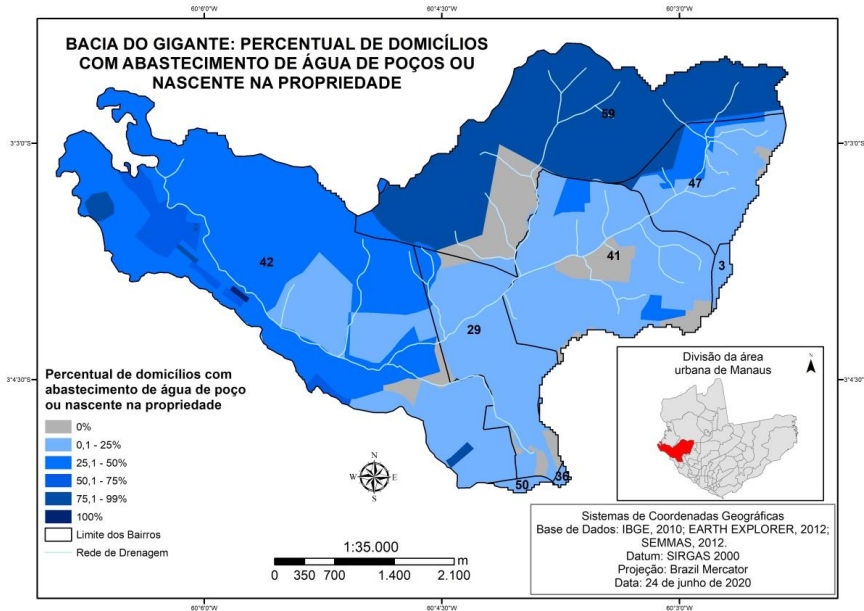 60°6'0"W 60°4'30"W 60°3'0"W
BACIA DO GIGANTE: PERCENTUAL DE DOMICÍLIOS
COM ABASTECIMENTO DE ÁGUA DE POÇOS OU
NASCENTE NA PROPRIEDADE
59
3°3'0"S 3°3'0"S
47
42
41
3
29
Percentual de domicílios com
abastecimento de água de poço
ou nascente na propriedade
0%
0,1 - 25%
25,1 - 50%
50,1 - 75%
75,1 - 99%
100%
Limite dos Bairros
Rede de Drenagem
3°4'30"S 3°4'30"S
Divisão da área
urbana de Manaus
N
N
W E
S
50
36
1:35.000
m
0 350 700 1.400 2.100
Sistemas de Coordenadas Geográficas
Base de Dados: IBGE, 2010; EARTH EXPLORER, 2012;
SEMMAS, 2012.
Datum: SIRGAS 2000
Projeção: Brazil Mercator
Data: 24 de junho de 2020
60°6'0"W 60°4'30"W 60°3'0"W